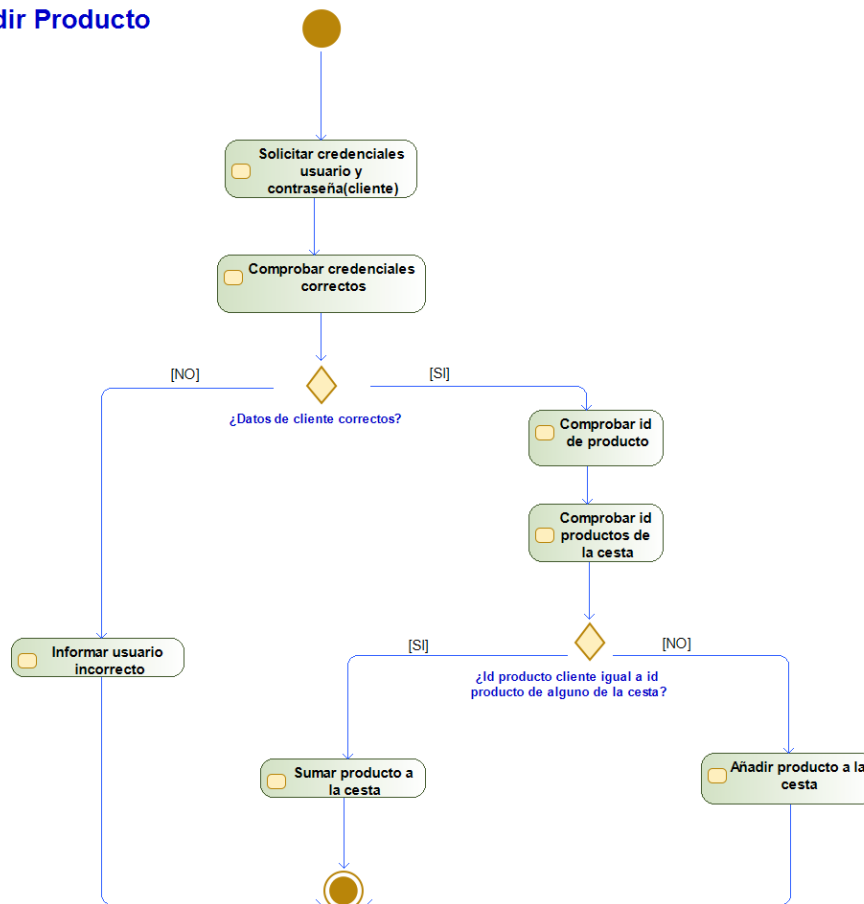 dir Producto
Solicitar credenciales
usuario y
contraseña(cliente)
Comprobar credenciales
correctos
[NO]
[SI]
¿Datos de cliente correctos?
Comprobar id
de producto
Comprobar id
productos de
la cesta
[SI]
[NO]
¿Id producto cliente igual a id
producto de alguno de la cesta?
Informar usuario
incorrecto
Sumar producto a
la cesta
Añadir producto a la
cesta